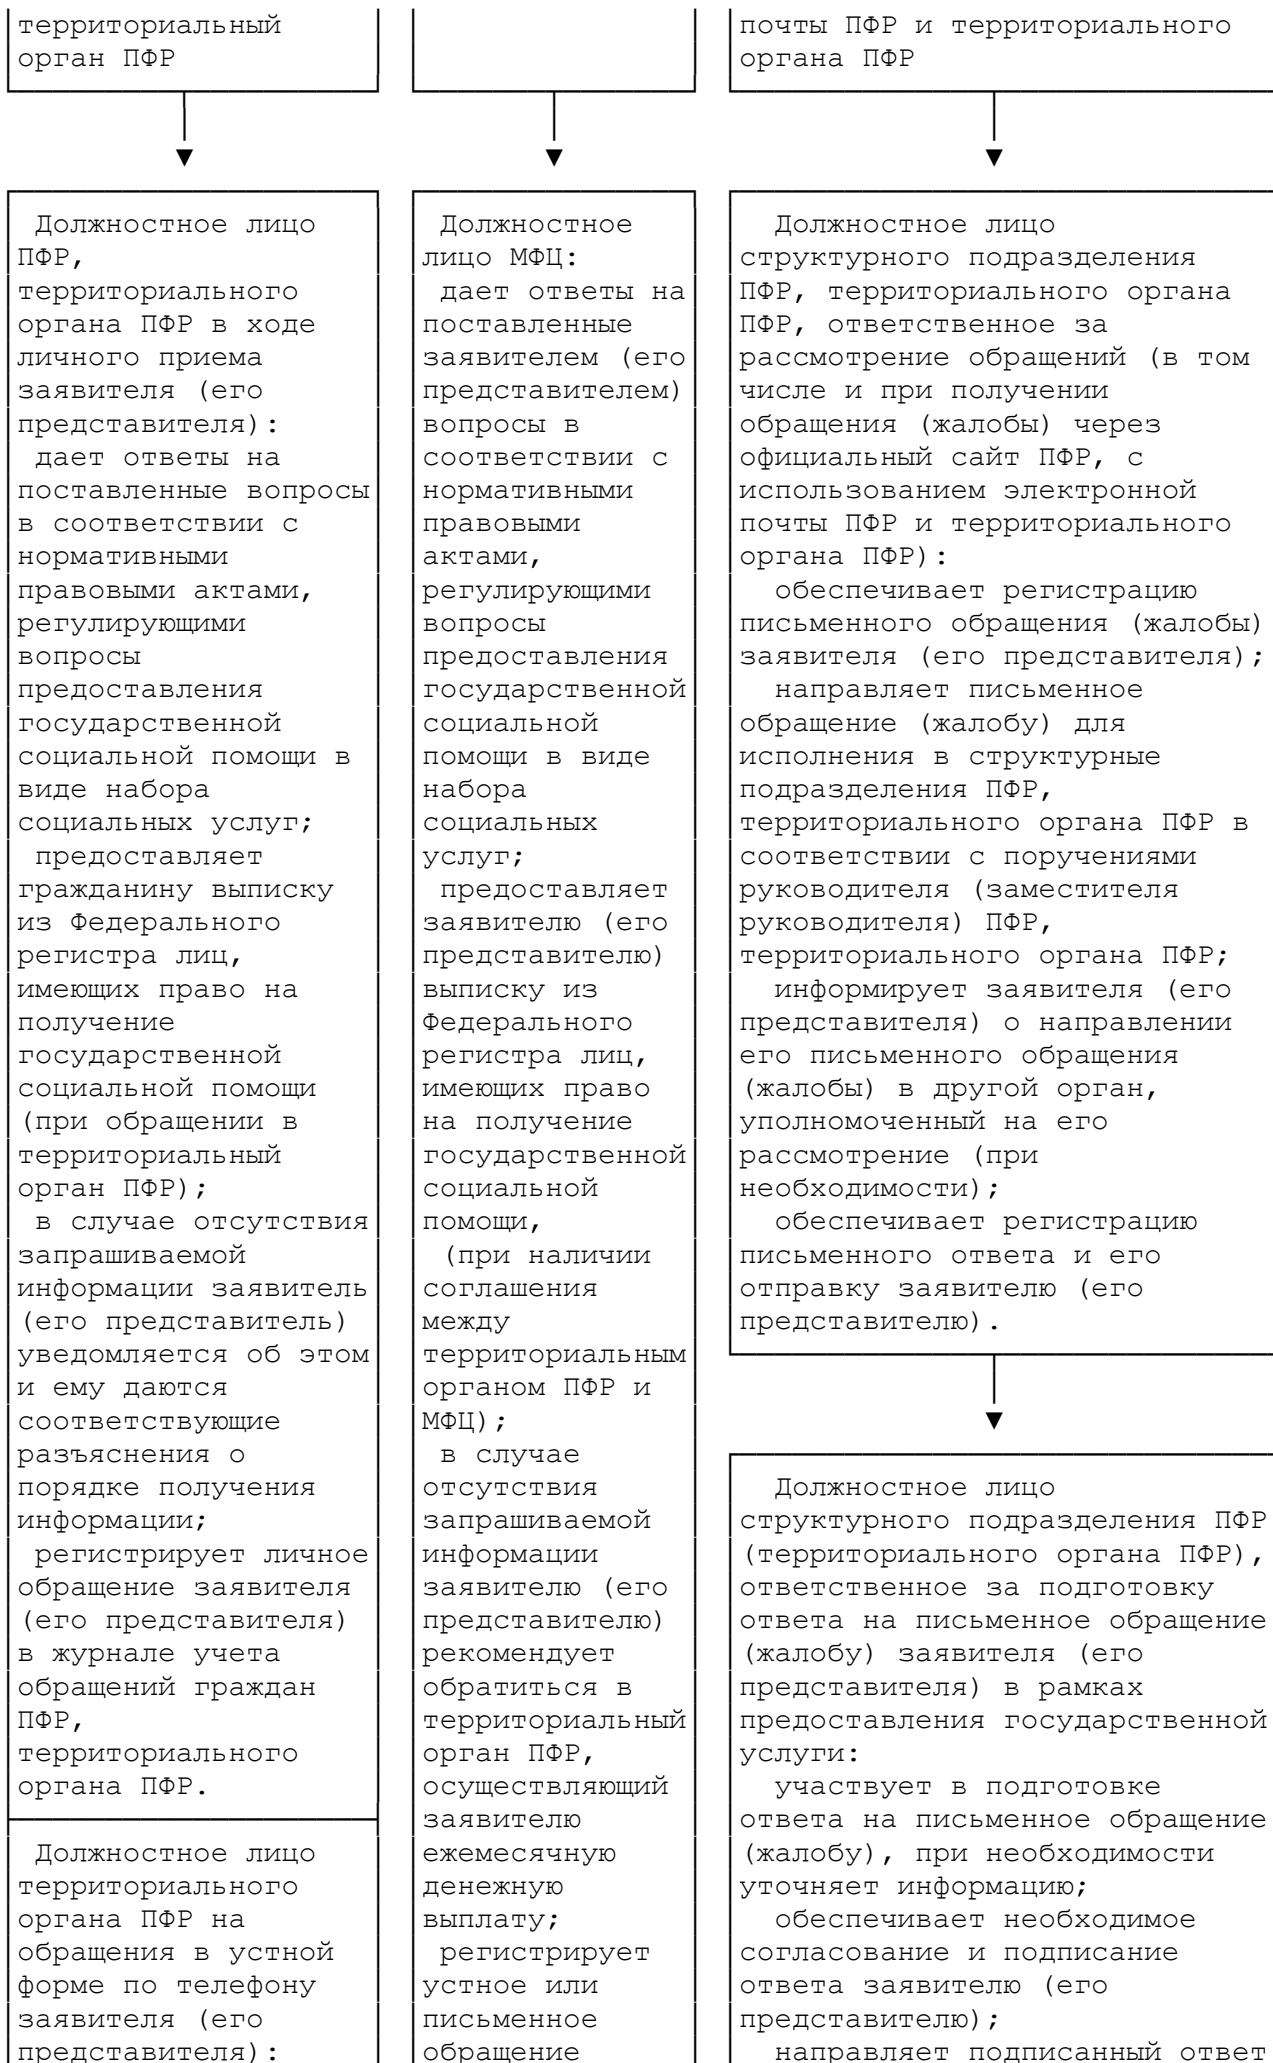 территориальный
орган ПФР
Должностное лицо
ПФР,
территориального
органа ПФР в ходе
личного приема
заявителя (его
представителя):
дает ответы на
поставленные вопросы
в соответствии с
нормативными
правовыми актами,
регулирующими
вопросы
предоставления
государственной
социальной помощи в
виде набора
социальных услуг;
предоставляет
гражданину выписку
из Федерального
регистра лиц,
имеющих право на
получение
государственной
социальной помощи
(при обращении в
территориальный
орган ПФР);
в случае отсутствия
запрашиваемой
информации заявитель
(его представитель)
уведомляется об этом
и ему даются
соответствующие
разъяснения о
порядке получения
информации;
регистрирует личное
обращение заявителя
(его представителя)
в журнале учета
обращений граждан
ПФР,
территориального
органа ПФР.
Должностное лицо
территориального
органа ПФР на
обращения в устной
форме по телефону
заявителя (его
представителя):
Должностное
лицо МФЦ:
дает ответы на
поставленные
заявителем (его
представителем)
вопросы в
соответствии с
нормативными
правовыми
актами,
регулирующими
вопросы
предоставления
государственной
социальной
помощи в виде
набора
социальных
услуг;
предоставляет
заявителю (его
представителю)
выписку из
Федерального
регистра лиц,
имеющих право
на получение
государственной
социальной
помощи,
(при наличии
соглашения
между
территориальным
органом ПФР и
МФЦ);
в случае
отсутствия
запрашиваемой
информации
заявителю (его
представителю)
рекомендует
обратиться в
территориальный
орган ПФР,
осуществляющий
заявителю
ежемесячную
денежную
выплату;
регистрирует
устное или
письменное
обращение
почты ПФР и территориального
органа ПФР
Должностное лицо
структурного подразделения
ПФР, территориального органа
ПФР, ответственное за
рассмотрение обращений (в том
числе и при получении
обращения (жалобы) через
официальный сайт ПФР, с
использованием электронной
почты ПФР и территориального
органа ПФР):
обеспечивает регистрацию
письменного обращения (жалобы)
заявителя (его представителя);
направляет письменное
обращение (жалобу) для
исполнения в структурные
подразделения ПФР,
территориального органа ПФР в
соответствии с поручениями
руководителя (заместителя
руководителя) ПФР,
территориального органа ПФР;
информирует заявителя (его
представителя) о направлении
его письменного обращения
(жалобы) в другой орган,
уполномоченный на его
рассмотрение (при
необходимости);
обеспечивает регистрацию
письменного ответа и его
отправку заявителю (его
представителю).
Должностное лицо
структурного подразделения ПФР
(территориального органа ПФР),
ответственное за подготовку
ответа на письменное обращение
(жалобу) заявителя (его
представителя) в рамках
предоставления государственной
услуги:
участвует в подготовке
ответа на письменное обращение
(жалобу), при необходимости
уточняет информацию;
обеспечивает необходимое
согласование и подписание
ответа заявителю (его
представителю);
направляет подписанный ответ